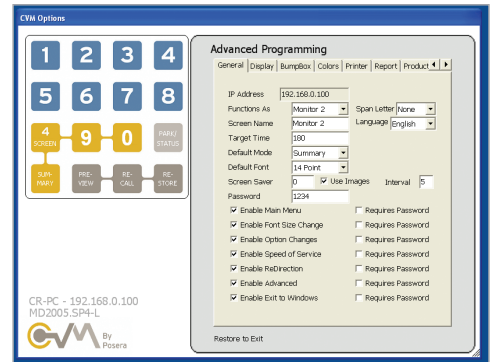 CVM Options
1 2 3 4
5 6 7 8
4 SCREEN 9 0 PARK/ STATUS
SUM- MARY PRE- VIEW RE- CALL RE- STORE
CR-PC - 192.168.0.100
MD2005.SP4-L
CVM By Posera
Advanced Programming
General Display BumpBox Colors Printer Report Product
IP Address 192.168.0.100
Functions As Monitor 2 Span Letter None
Screen Name Monitor 2 Language English
Target Time 180
Default Mode Summary
Default Font 14 Point
Screen Saver 0 Use Images Interval 5
Password 1234
Enable Main Menu Requires Password
Enable Font Size Change Requires Password
Enable Option Changes Requires Password
Enable Speed of Service Requires Password
Enable ReDirection Requires Password
Enable Advanced Requires Password
Enable Exit to Windows Requires Password
Restore to Exit